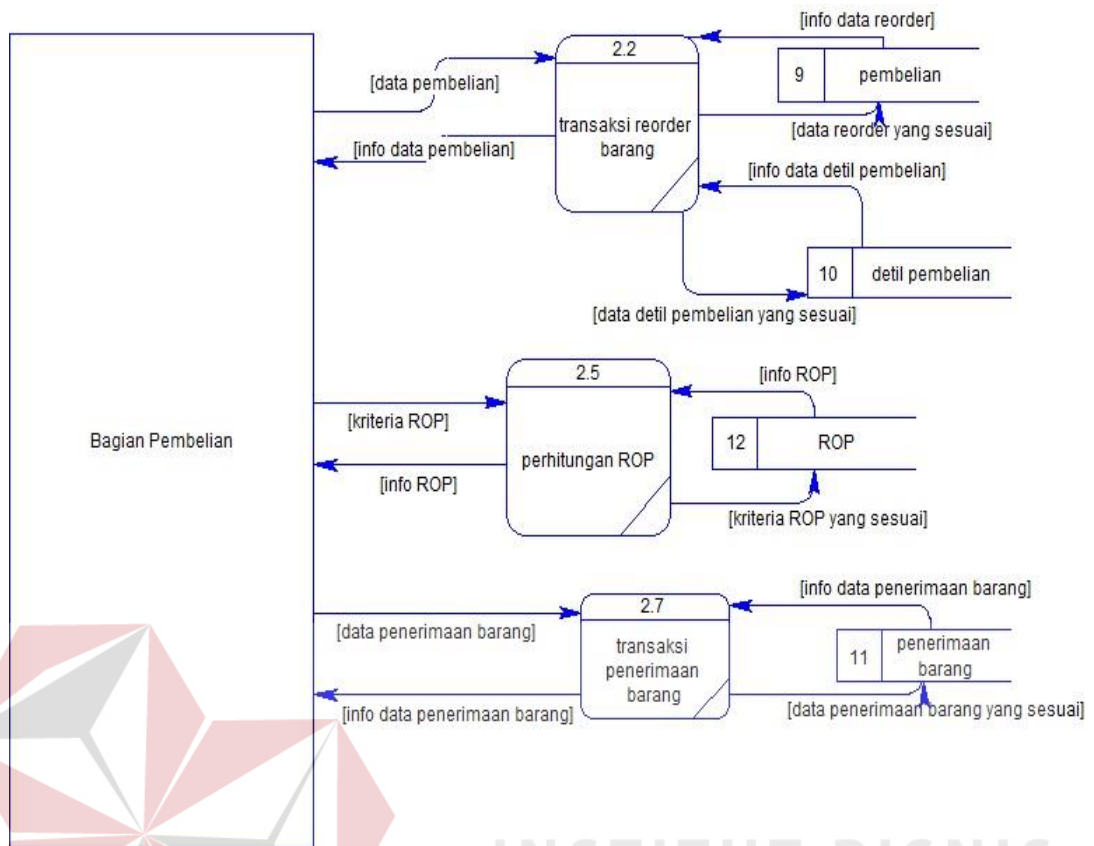 [info data reorder]
2.2
9
pembelian
[data pembelian]
transaksi reorder
barang
[data reorder yang sesuai]
[info data pembelian]
[info data detil pembelian]
10
detil pembelian
[data detil pembelian yang sesuai]
2.5
[info ROP]
[kriteria ROP]
Bagian Pembelian
12
ROP
perhitungan ROP
[info ROP]
[kriteria ROP yang sesuai]
[info data penerimaan barang]
2.7
[data penerimaan barang]
transaksi
penerimaan
barang
11
penerimaan
barang
[info data penerimaan barang]
[data penerimaan barang yang sesuai]
INSTITUT BISNIS